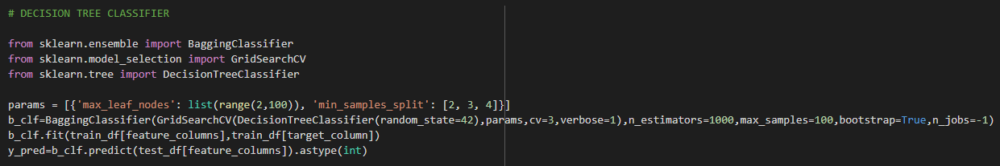 # DECISION TREE CLASSIFIER
from sklearn.ensemble import BaggingClassifier
from sklearn.model_selection import GridSearchCV
from sklearn.tree import DecisionTreeClassifier
params = [{'max_leaf_nodes': list(range(2,100)), 'min_samples_split': [2, 3, 4]}]
b_clf=BaggingClassifier(GridSearchCV(DecisionTreeClassifier(random_state=42),params,cv=3,verbose=1),n_estimators=1000,max_samples=100,bootstrap=True,n_jobs=-1)
b_clf.fit(train_df[feature_columns],train_df[target_column])
y_pred=b_clf.predict(test_df[feature_columns]).astype(int)